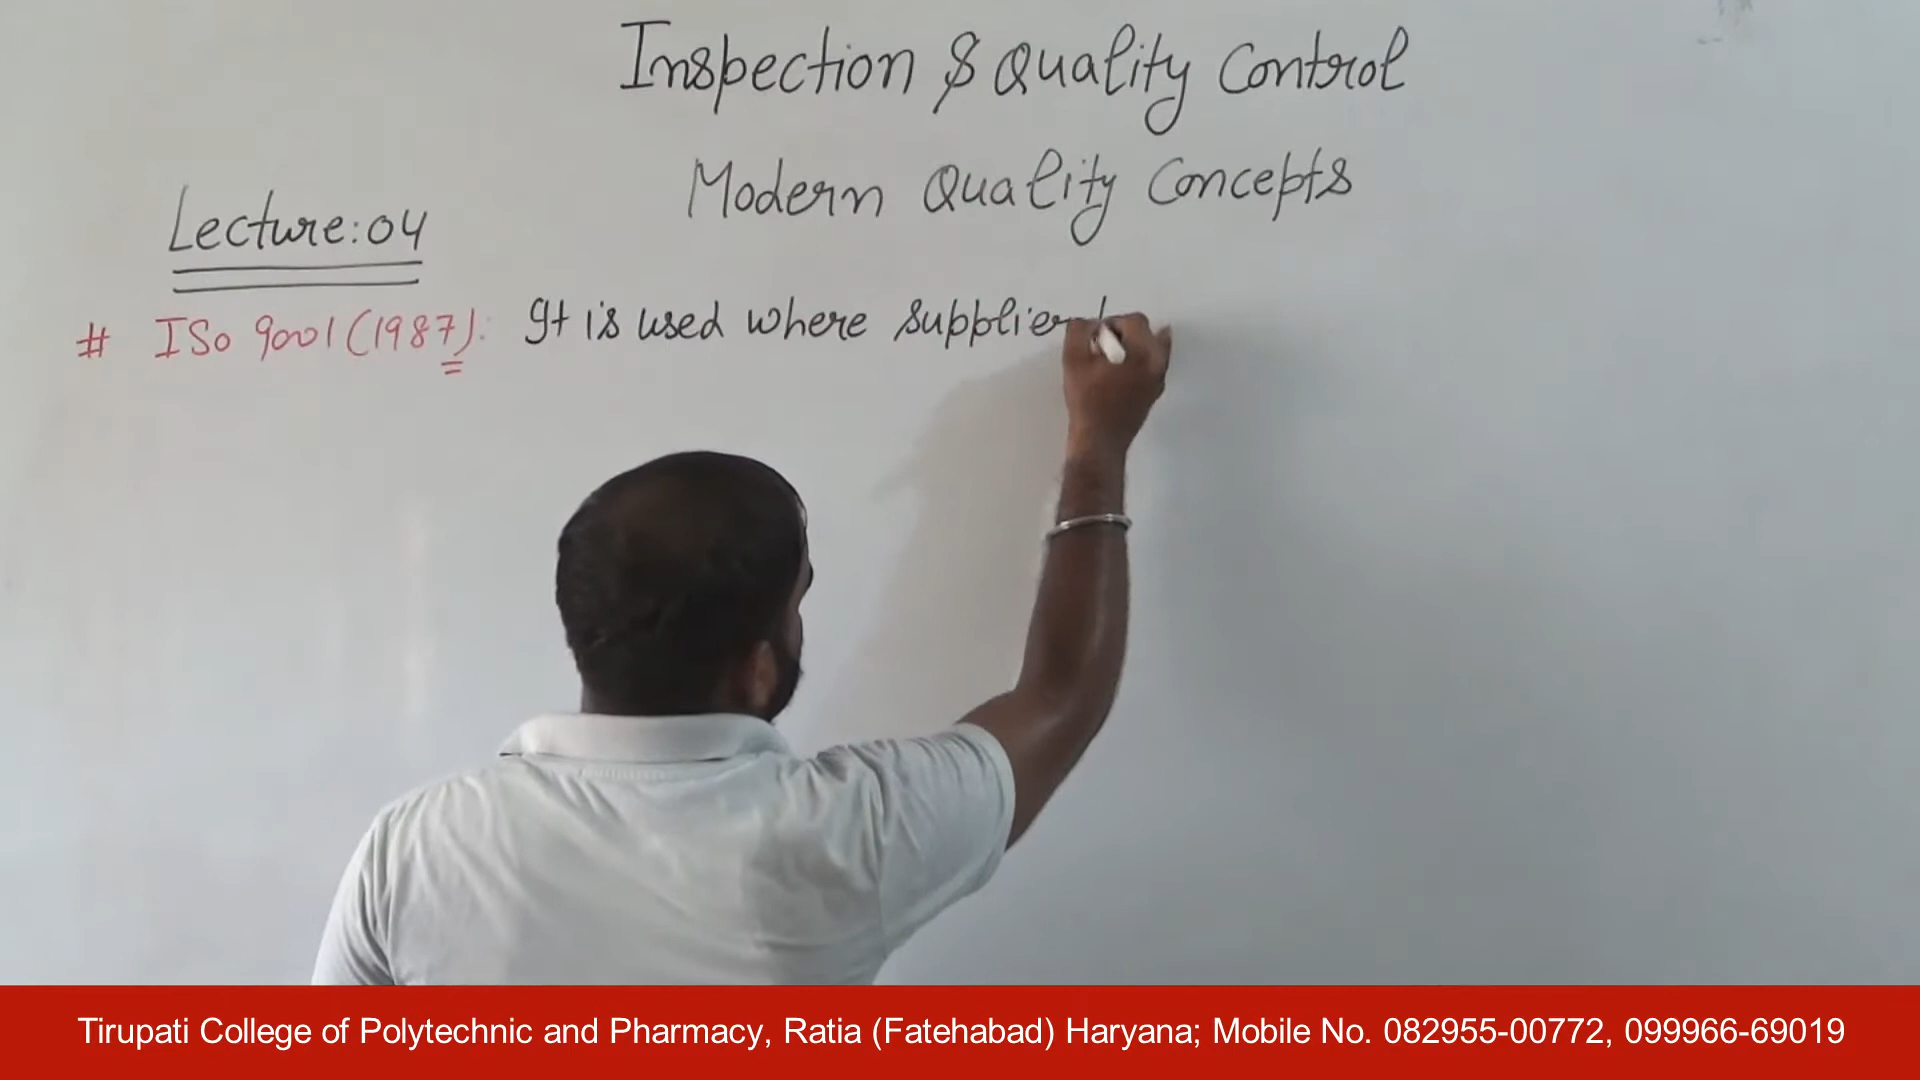 Inspection & Quality Control
Modern Quality Concepts
Lecture:04
# ISo 9001 (1987): It is used where supplier
Tirupati College of Polytechnic and Pharmacy, Ratia (Fatehabad) Haryana; Mobile No. 082955-00772, 099966-69019